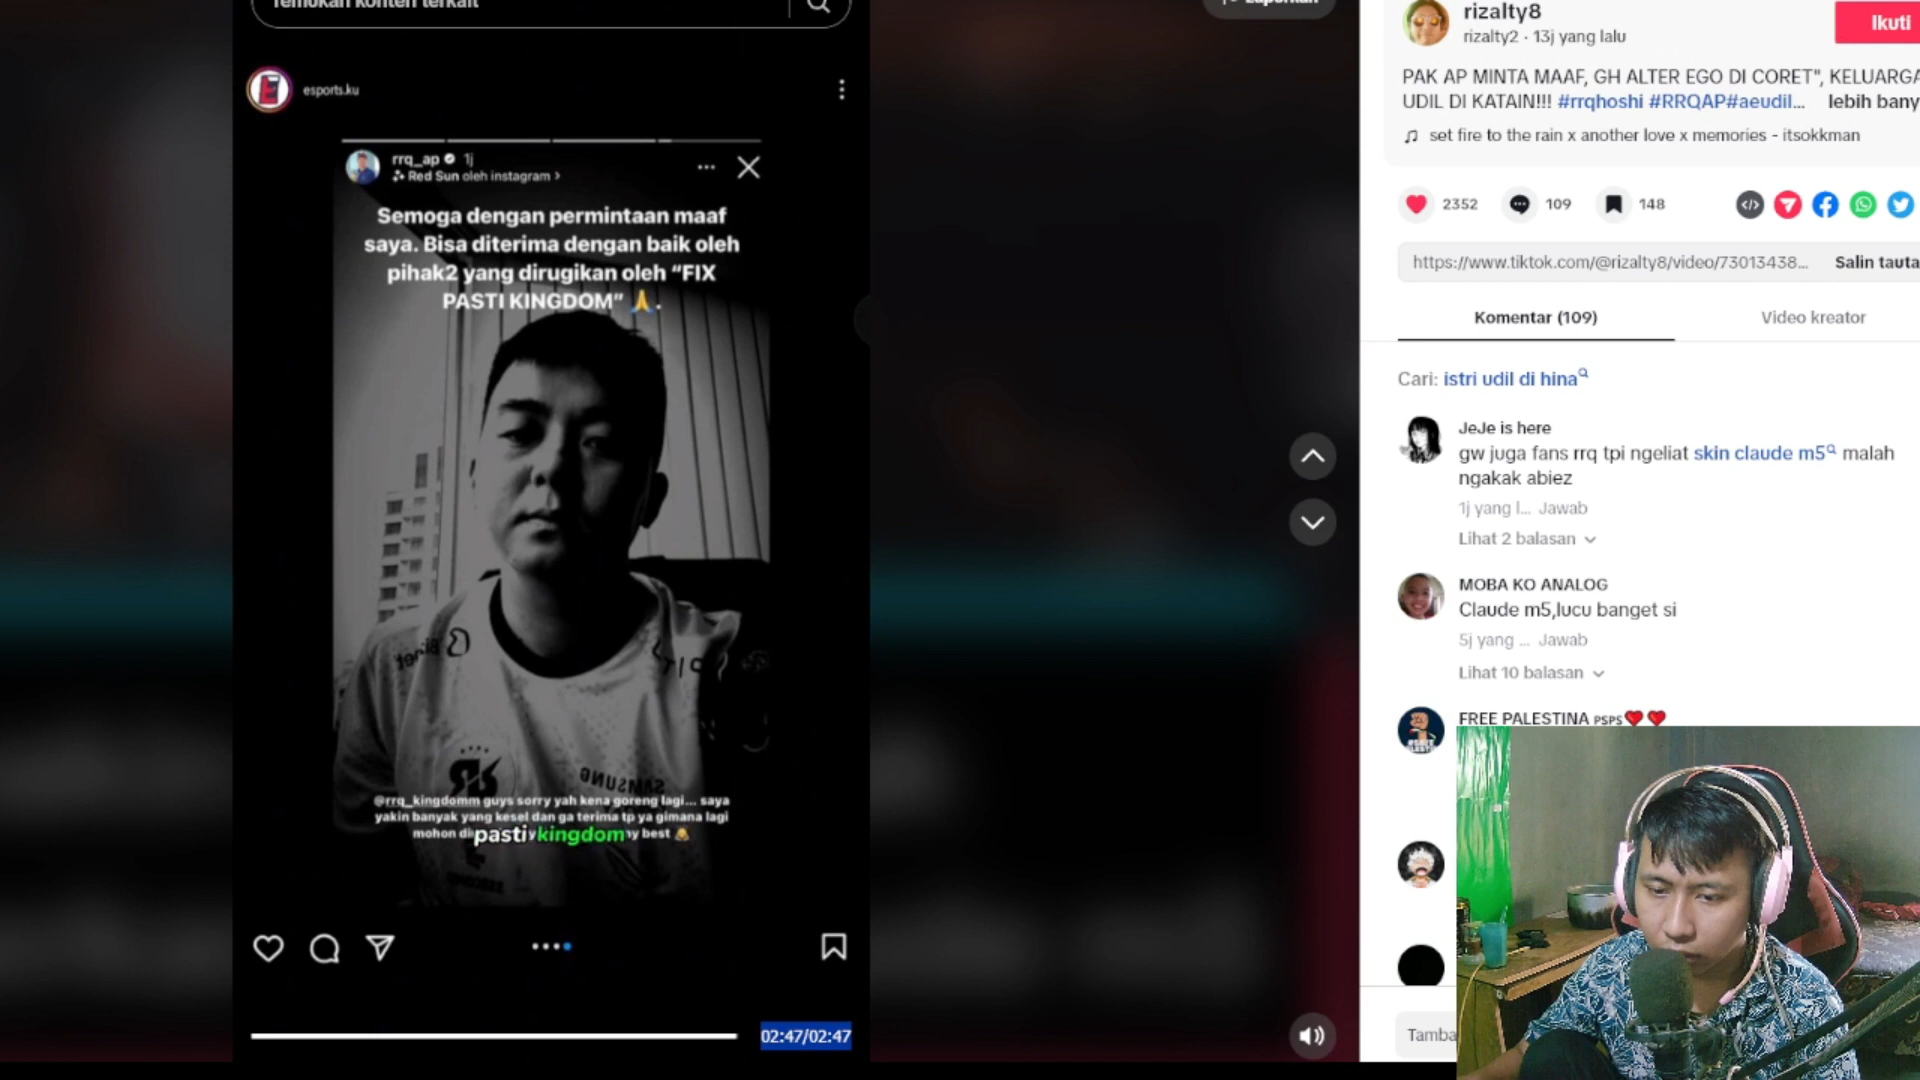 Temukan konten terkait
Laporkan
esports.ku
rrq_ap 1j
Red Sun oleh instagram >
Semoga dengan permintaan maaf
saya. Bisa diterima dengan baik oleh
pihak2 yang dirugikan oleh “FIX
PASTI KINGDOM” 🙏.
SAMSUNG
@rrq_kingdomm guys sorry yah kena goreng lagi... saya
yakin banyak yang kesel dan ga terima tp ya gimana lagi
mohon di
pasti kingdom
my best 🙇
02:47/02:47
rizalty8
rizalty2 · 13j yang lalu
Ikuti
PAK AP MINTA MAAF, GH ALTER EGO DI CORET", KELUARGA
UDIL DI KATAIN!!! #rrqhoshi #RRQAP#aeudil... lebih bany
♫ set fire to the rain x another love x memories - itsokkman
2352
109
148
https://www.tiktok.com/@rizalty8/video/73013438...
Salin tauta
Komentar (109)
Video kreator
Cari: istri udil di hina
JeJe is here
gw juga fans rrq tpi ngeliat skin claude m5 malah
ngakak abiez
1j yang l... Jawab
Lihat 2 balasan
MOBA KO ANALOG
Claude m5,lucu banget si
5j yang ... Jawab
Lihat 10 balasan
FREE PALESTINA PSPS❤️❤️
Tamba